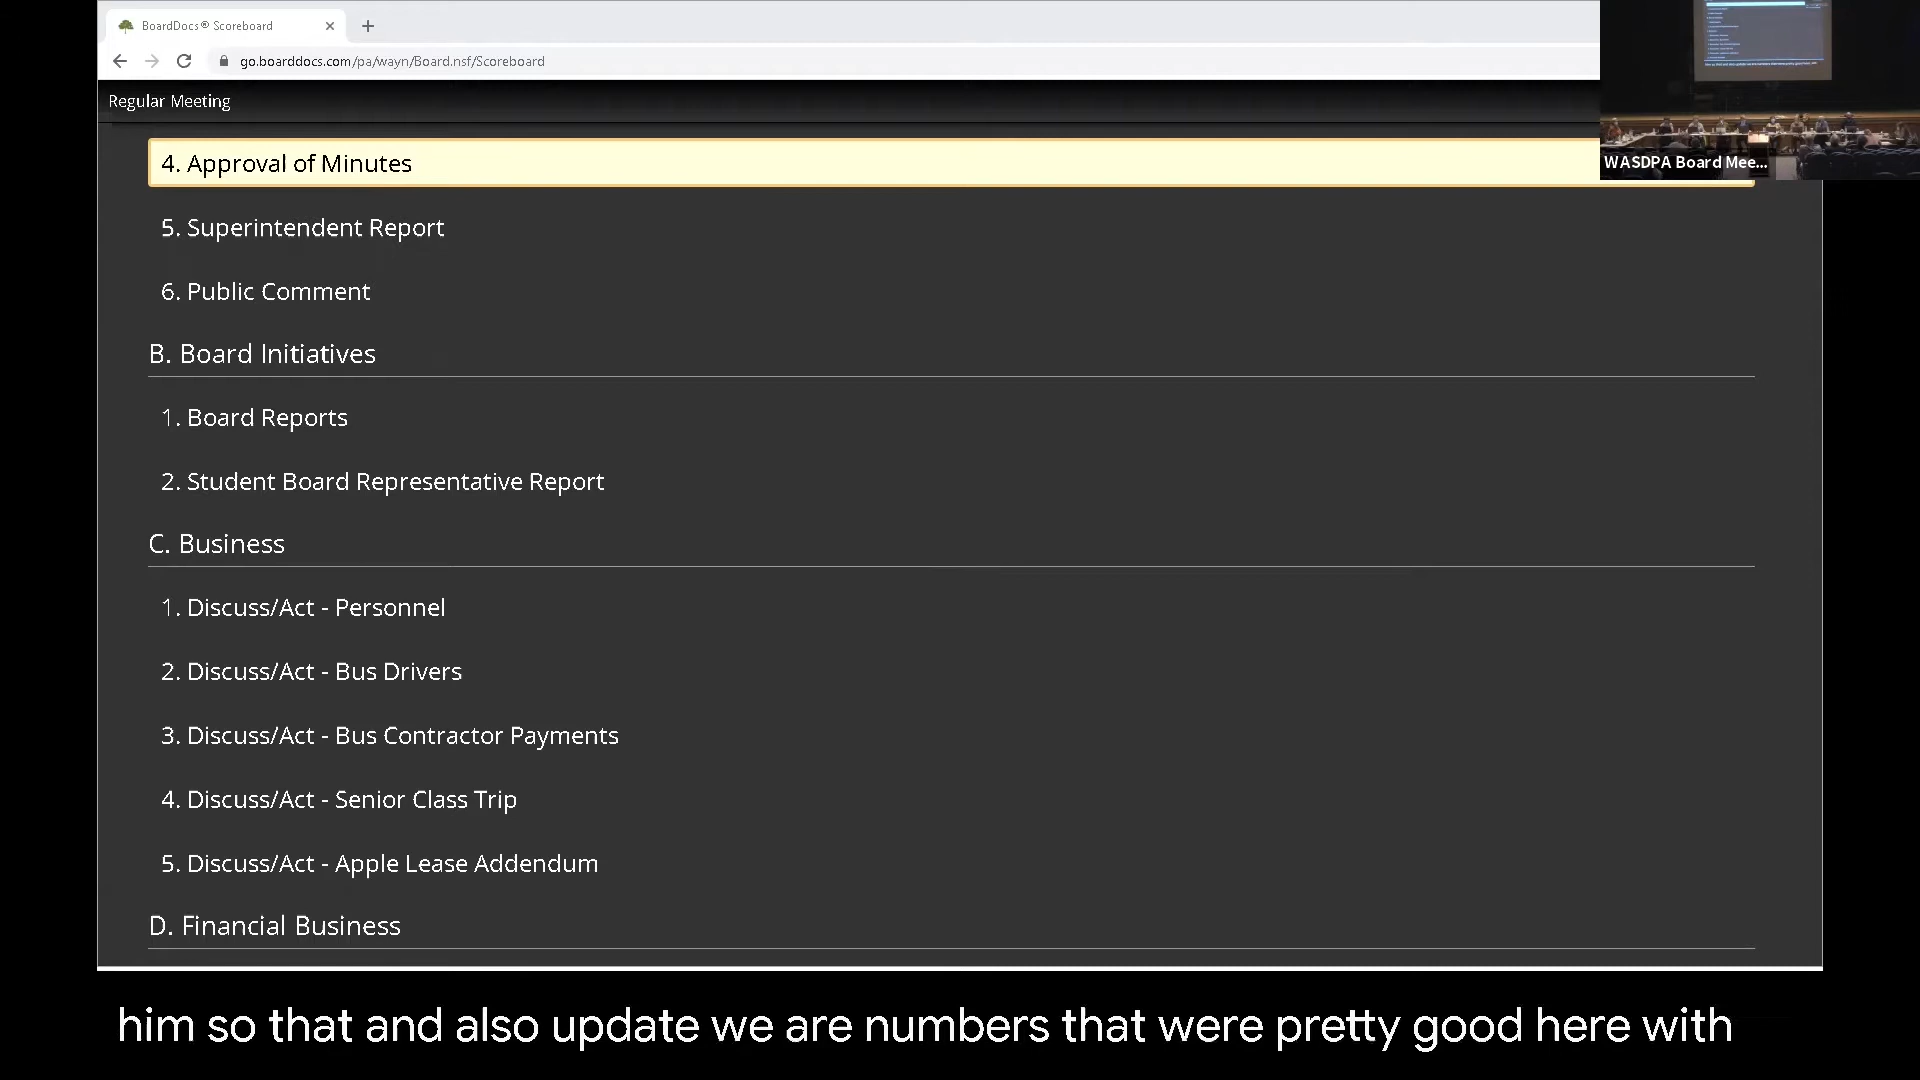 BoardDocs® Scoreboard
go.boarddocs.com/pa/wayn/Board.nsf/Scoreboard
Regular Meeting
WASDPA Board Mee...
4. Approval of Minutes
5. Superintendent Report
6. Public Comment
B. Board Initiatives
1. Board Reports
2. Student Board Representative Report
C. Business
1. Discuss/Act - Personnel
2. Discuss/Act - Bus Drivers
3. Discuss/Act - Bus Contractor Payments
4. Discuss/Act - Senior Class Trip
5. Discuss/Act - Apple Lease Addendum
D. Financial Business
him so that and also update we are numbers that were pretty good here with